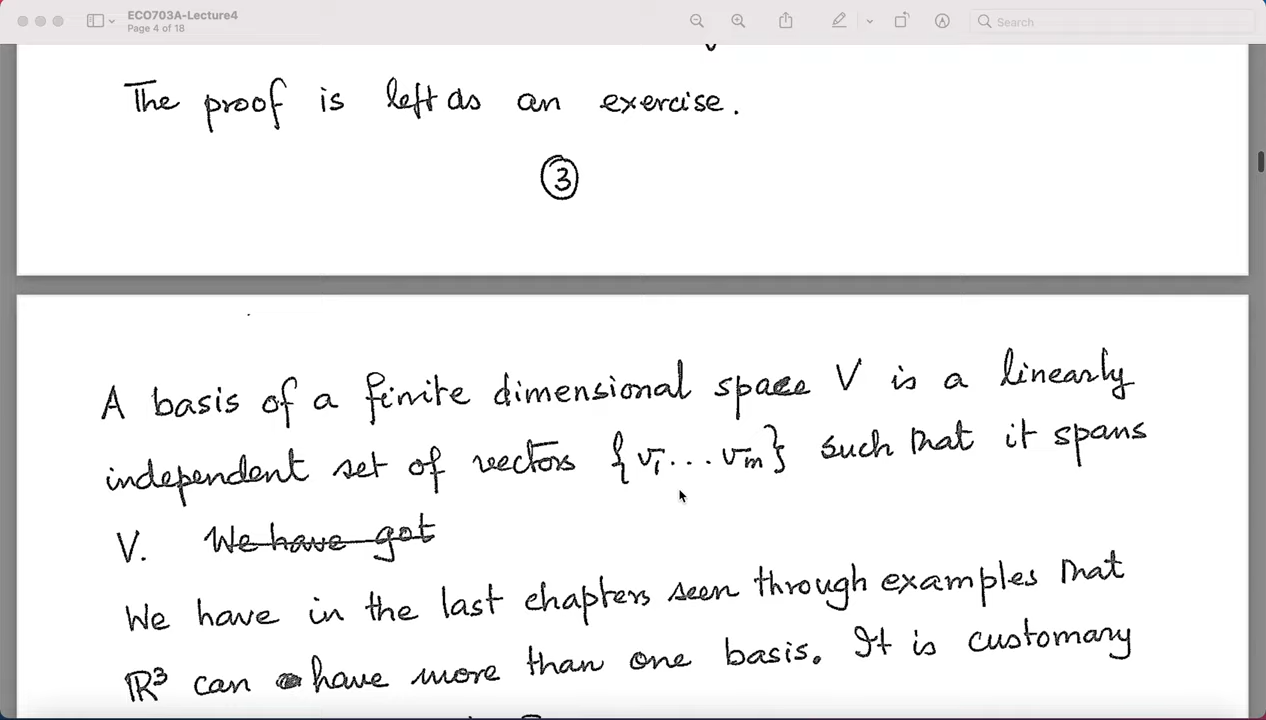 ECO703A-Lecture4
Page 4 of 18
Search
The proof is left as an exercise.
3
A basis of a finite dimensional space V is a linearly
independent set of vectors {v1 ... vm} such that it spans
V. We have got
We have in the last chapters seen through examples that
R³ can have more than one basis. It is customary